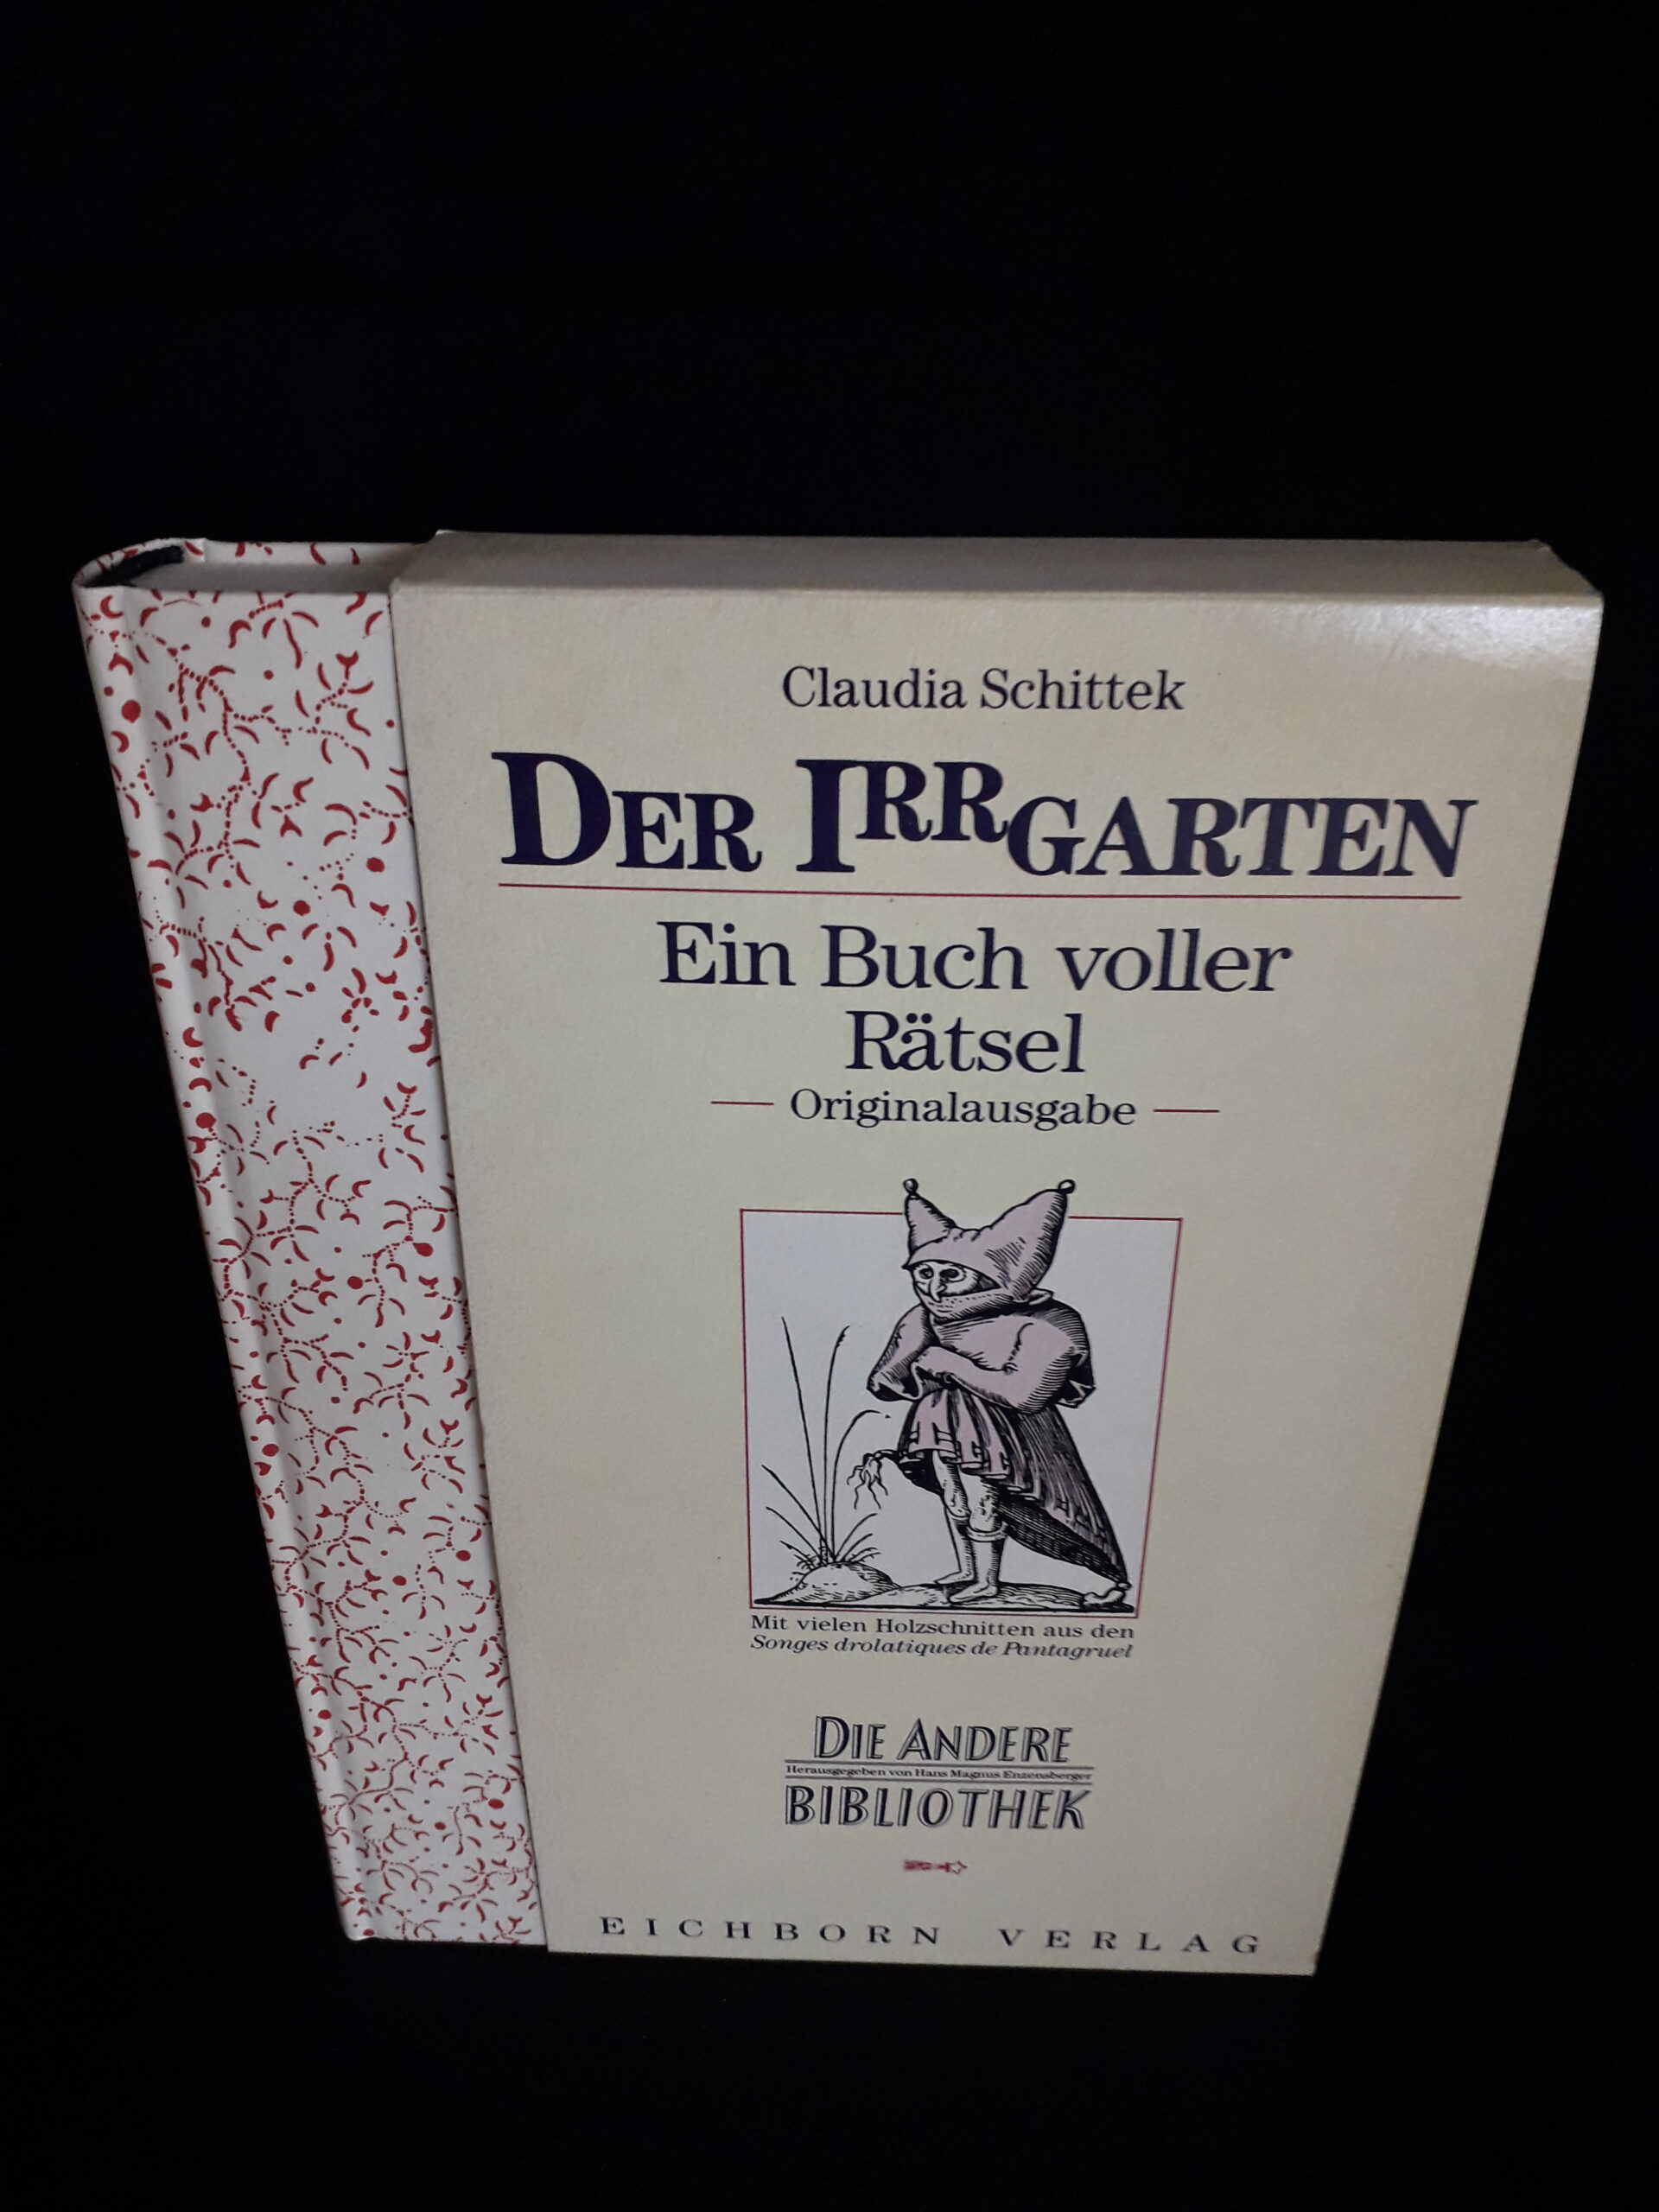 Claudia Schittek
DER IRRGARTEN
Ein Buch voller
Rätsel
Originalausgabe
Mit vielen Holzschnitten aus den
Songes drolatiques de Pantagruel
DIE ANDERE
Herausgegeben von Hans Magnus Enzensberger
BIBLIOTHEK
EICHBORN VERLAG